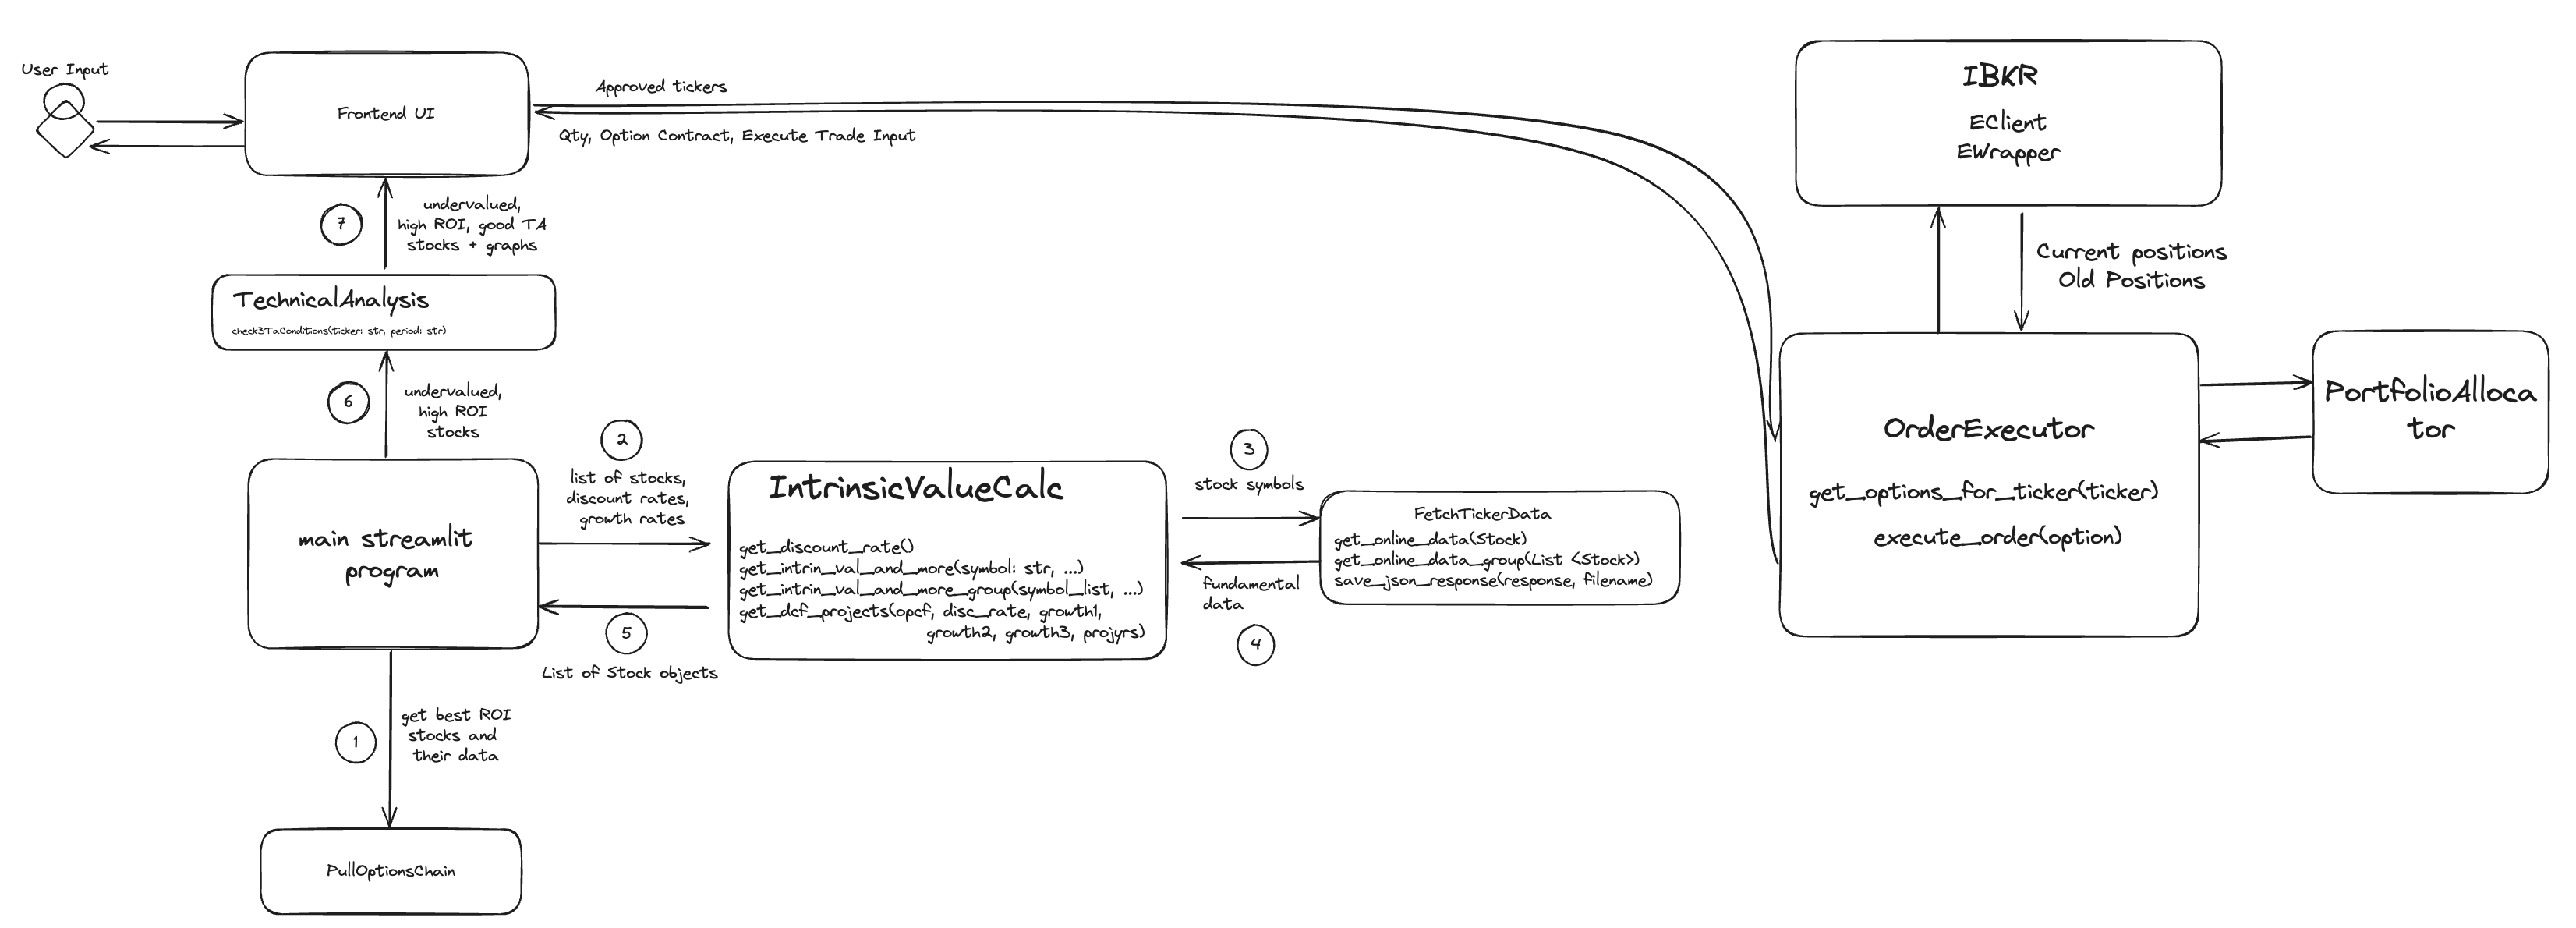 User Input
Frontend UI
Approved tickers
Qty, Option Contract, Execute Trade Input
IBKR
EClient
EWrapper
7
undervalued,
high ROI, good TA
stocks + graphs
Current positions
Old Positions
TechnicalAnalysis
check3TaConditions(ticker: str, period: str)
6
undervalued,
high ROI
stocks
main streamlit
program
2
list of stocks,
discount rates,
growth rates
5
List of Stock objects
IntrinsicValueCalc
get_discount_rate()
get_intrin_val_and_more(symbol: str, ...)
get_intrin_val_and_more_group(symbol_list, ...)
get_dcf_projects(opcf, disc_rate, growth1,
growth2, growth3, projyrs)
3
stock symbols
fundamental
data
4
FetchTickerData
get_online_data(Stock)
get_online_data_group(List <Stock>)
save_json_response(response, filename)
OrderExecutor
get_options_for_ticker(ticker)
execute_order(option)
PortfolioAlloca
tor
1
get best ROI
stocks and
their data
PullOptionsChain